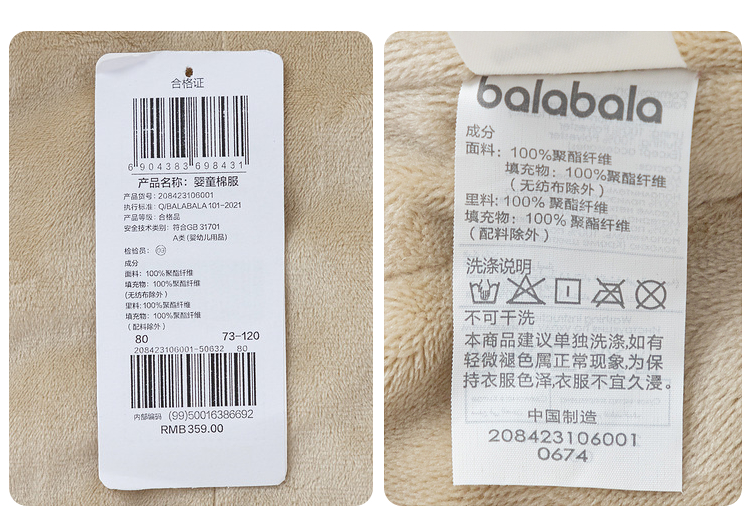 合格证
6 904383 698431
产品名称：婴童棉服
产品货号：208423106001
执行标准：Q/BALABALA 101-2021
产品等级：合格品
安全技术类别：符合GB 31701
A类 (婴幼儿用品)
检验员：
成分
面料：100%聚酯纤维
填充物：100%聚酯纤维
(无纺布除外)
里料：100%聚酯纤维
填充物：100%聚酯纤维
(配料除外)
80 73-120
208423106001-50632 80
内部编码 (99)50016386692
RMB 359.00
balabala
成分
面料：100%聚酯纤维
填充物：100%聚酯纤维
(无纺布除外)
里料：100%聚酯纤维
填充物：100%聚酯纤维
(配料除外)
洗涤说明
不可干洗
本商品建议单独洗涤,如有
轻微褪色属正常现象,为保
持衣服色泽,衣服不宜久浸。
中国制造
208423106001
0674